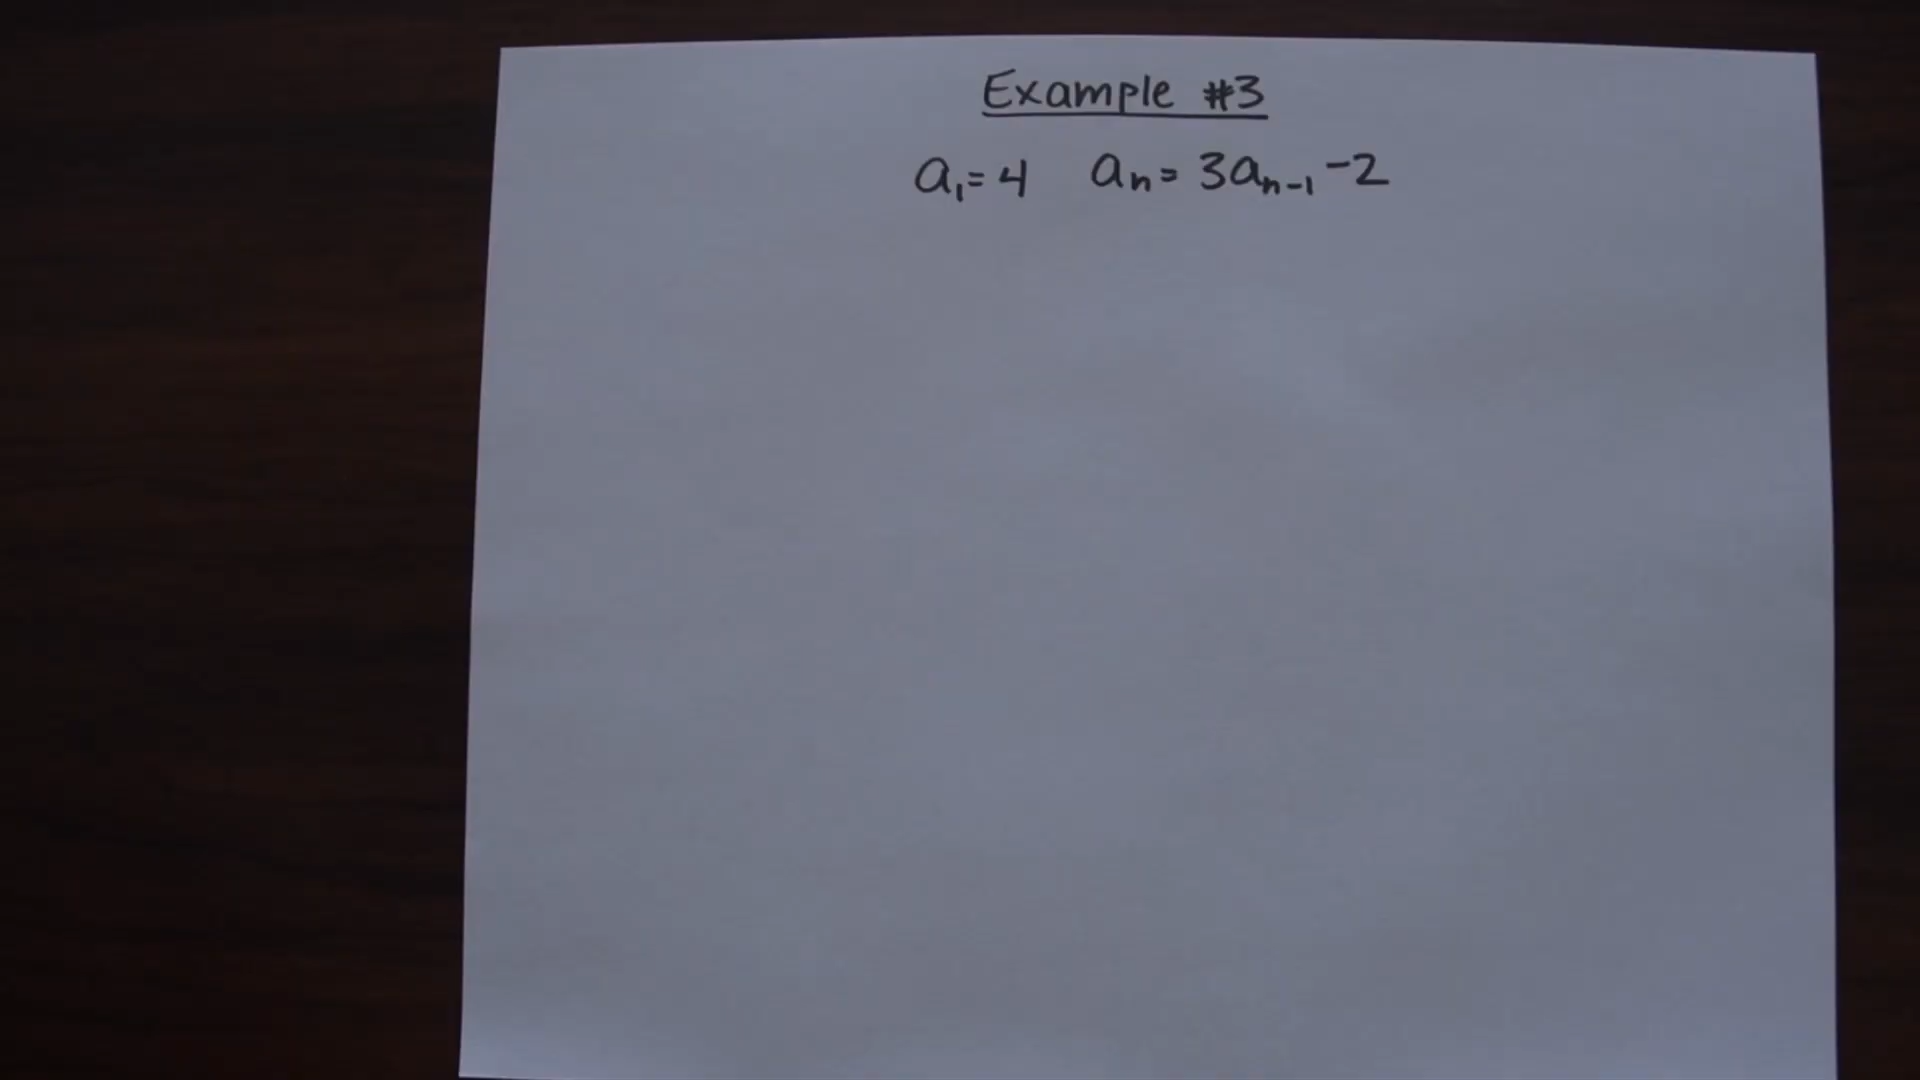 Example #3
a₁ = 4 aₙ = 3aₙ₋₁ - 2